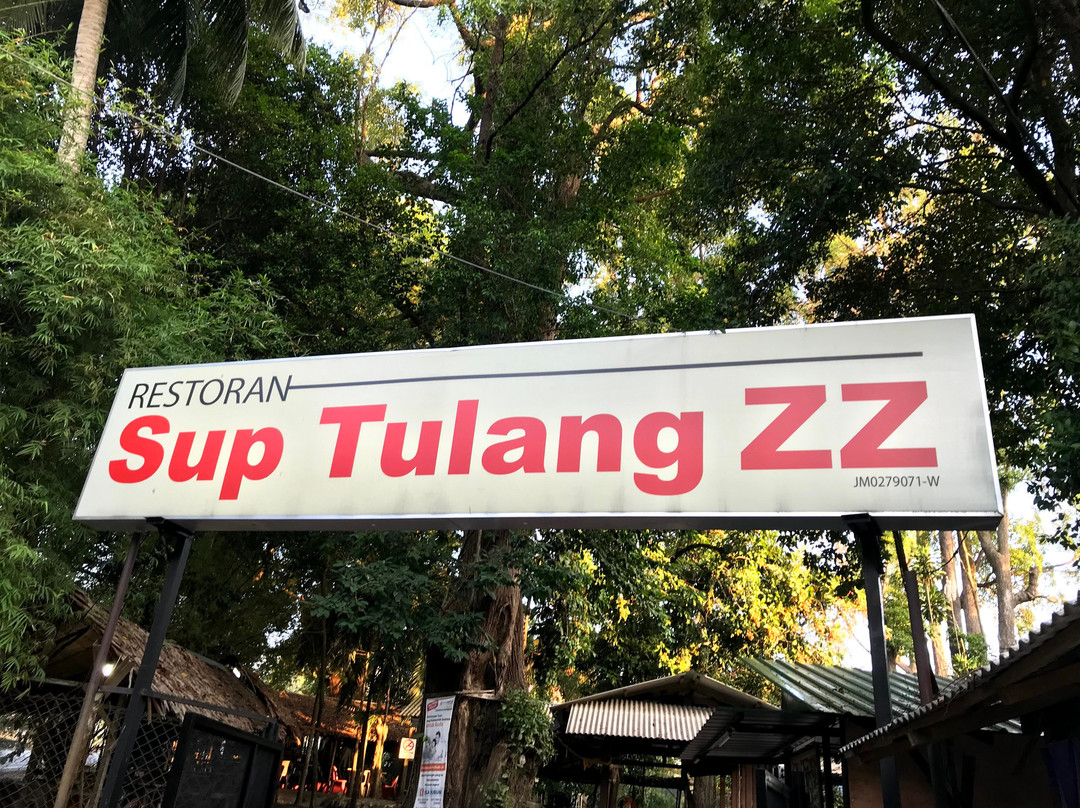 RESTORAN
Sup Tulang ZZ
JM0279071-W